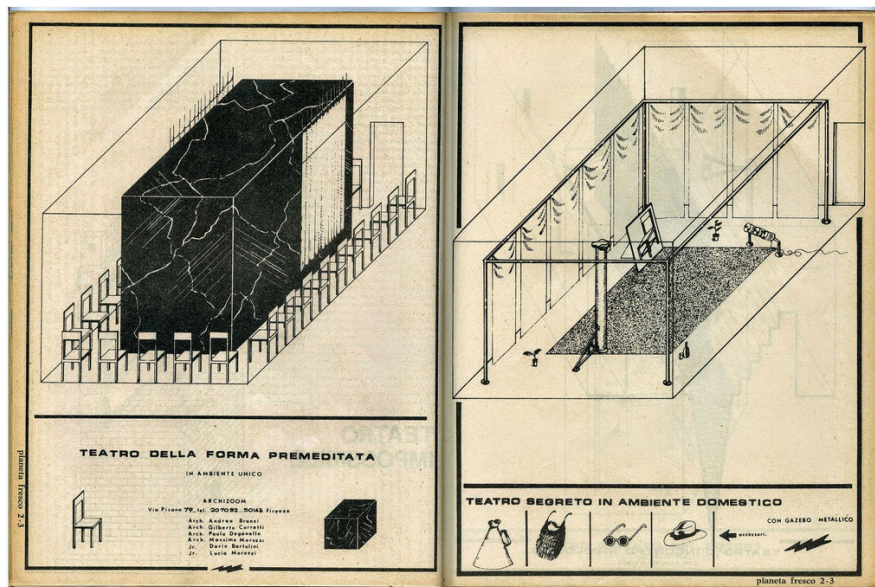 TEATRO DELLA FORMA PREMEDITATA
IN AMBIENTE UNICO
ARCHIZOOM
Via Pisana 79, tel. 207052 - 50143 Firenze
Arch. Andrea Branzi
Arch. Gilberto Corretti
Arch. Paolo Deganello
Arch. Massimo Morozzi
Jr. Dario Bartolini
Jr. Lucia Morozzi
planeta fresco 2-3
TEATRO SEGRETO IN AMBIENTE DOMESTICO
CON GAZEBO METALLICO
NECESSARI.
planeta fresco 2-3